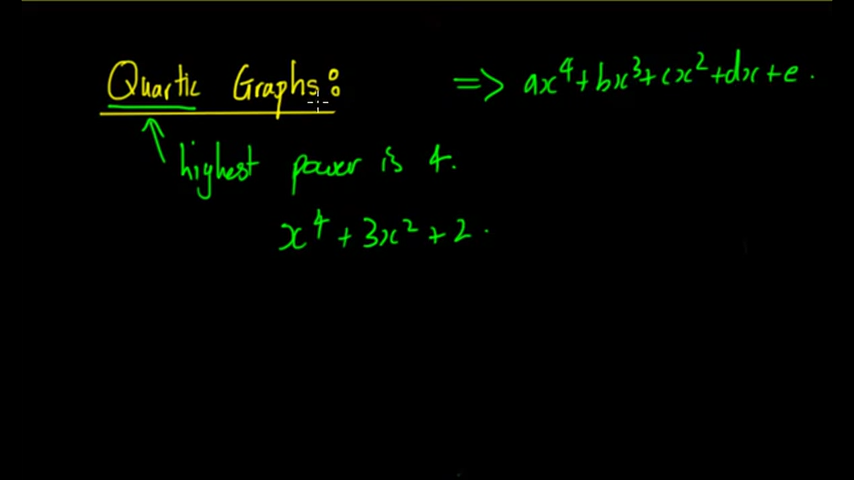 Quartic Graphs: => ax⁴+bx³+cx²+dx+e.
highest power is 4.
x⁴+3x²+2.